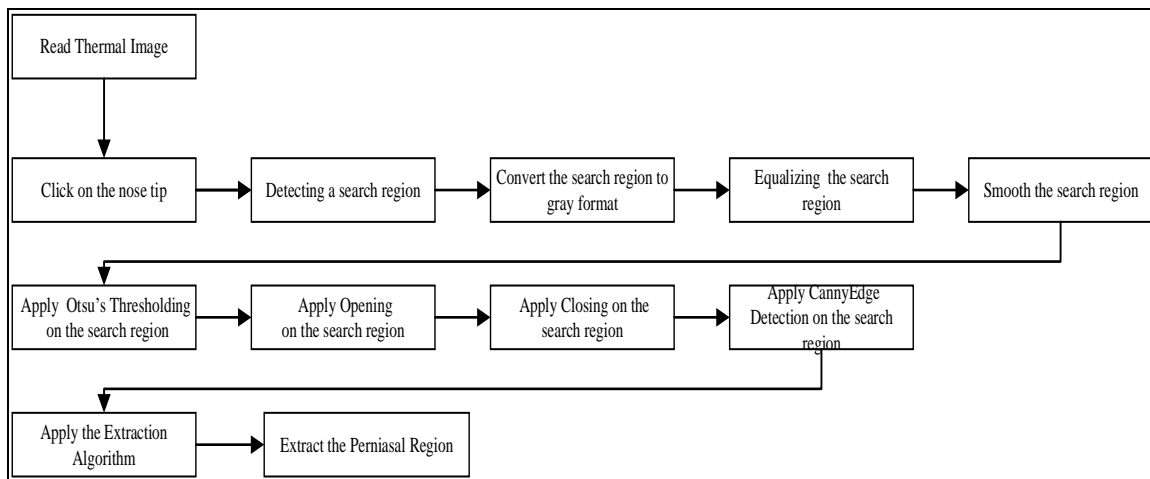 Read Thermal Image
Click on the nose tip
Detecting a search region
Convert the search region to
gray format
Equalizing the search
region
Smooth the search region
Apply Otsu's Thresholding
on the search region
Apply Opening
on the search region
Apply Closing on the
search region
Apply CannyEdge
Detection on the search
region
Apply the Extraction
Algorithm
Extract the Perniasal Region